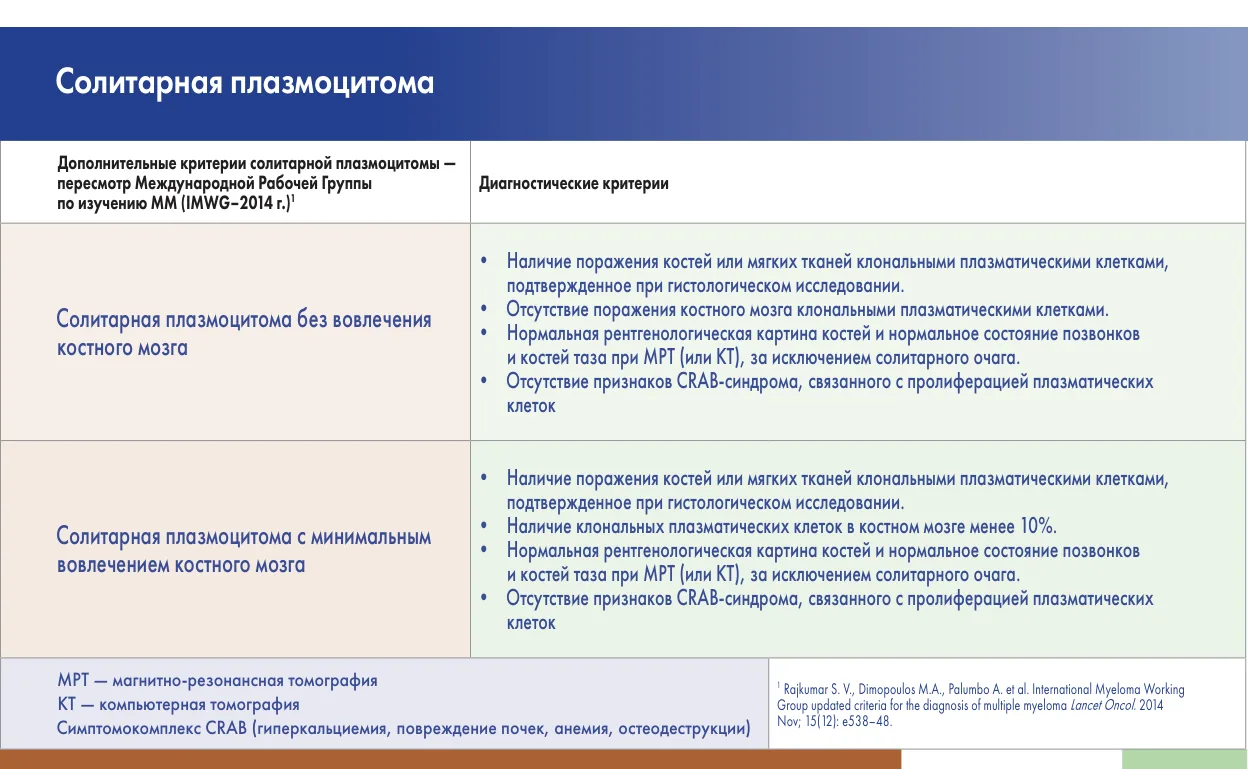 Солитарная плазмоцитома
Дополнительные критерии солитарной плазмоцитомы —
пересмотр Международной Рабочей Группы
по изучению ММ (IMWG–2014 г.)¹
Диагностические критерии
Солитарная плазмоцитома без вовлечения
костного мозга
• Наличие поражения костей или мягких тканей клональными плазматическими клетками,
подтвержденное при гистологическом исследовании.
• Отсутствие поражения костного мозга клональными плазматическими клетками.
• Нормальная рентгенологическая картина костей и нормальное состояние позвонков
и костей таза при МРТ (или КТ), за исключением солитарного очага.
• Отсутствие признаков CRAB-синдрома, связанного с пролиферацией плазматических
клеток
Солитарная плазмоцитома с минимальным
вовлечением костного мозга
• Наличие поражения костей или мягких тканей клональными плазматическими клетками,
подтвержденное при гистологическом исследовании.
• Наличие клональных плазматических клеток в костном мозге менее 10%.
• Нормальная рентгенологическая картина костей и нормальное состояние позвонков
и костей таза при МРТ (или КТ), за исключением солитарного очага.
• Отсутствие признаков CRAB-синдрома, связанного с пролиферацией плазматических
клеток
МРТ — магнитно-резонансная томография
КТ — компьютерная томография
Симптомокомплекс CRAB (гиперкальциемия, повреждение почек, анемия, остеодеструкции)
¹ Rajkumar S. V., Dimopoulos M.A., Palumbo A. et al. International Myeloma Working
Group updated criteria for the diagnosis of multiple myeloma Lancet Oncol. 2014
Nov; 15(12): e538–48.